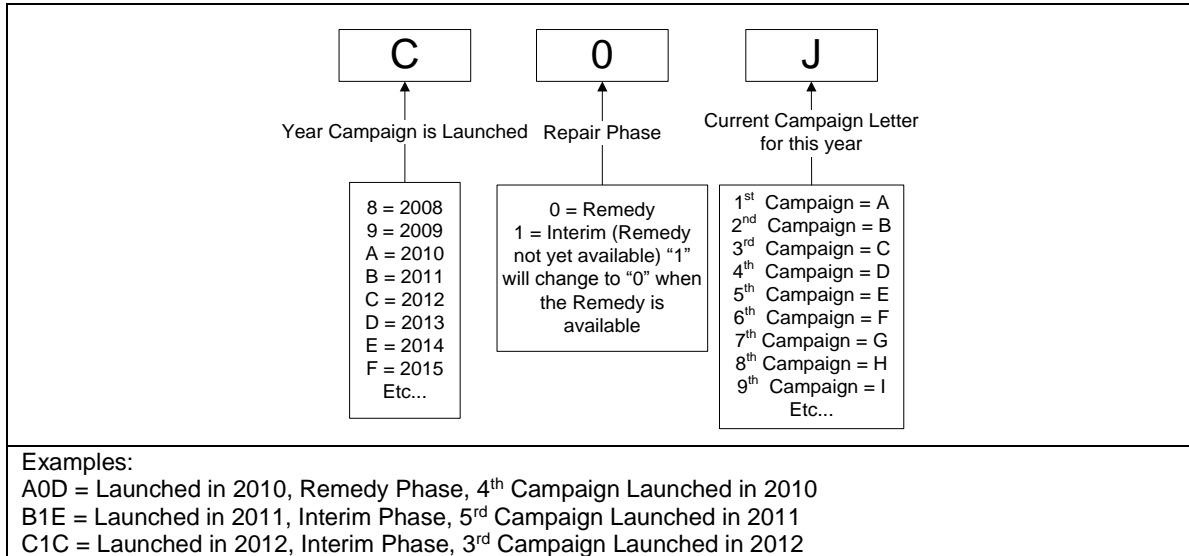 C 0 J
Year Campaign is Launched
Repair Phase
Current Campaign Letter
for this year
8 = 2008
9 = 2009
A = 2010
B = 2011
C = 2012
D = 2013
E = 2014
F = 2015
Etc...
0 = Remedy
1 = Interim (Remedy
not yet available) “1”
will change to “0” when
the Remedy is
available
1st Campaign = A
2nd Campaign = B
3rd Campaign = C
4th Campaign = D
5th Campaign = E
6th Campaign = F
7th Campaign = G
8th Campaign = H
9th Campaign = I
Etc...
Examples:
A0D = Launched in 2010, Remedy Phase, 4th Campaign Launched in 2010
B1E = Launched in 2011, Interim Phase, 5rd Campaign Launched in 2011
C1C = Launched in 2012, Interim Phase, 3rd Campaign Launched in 2012